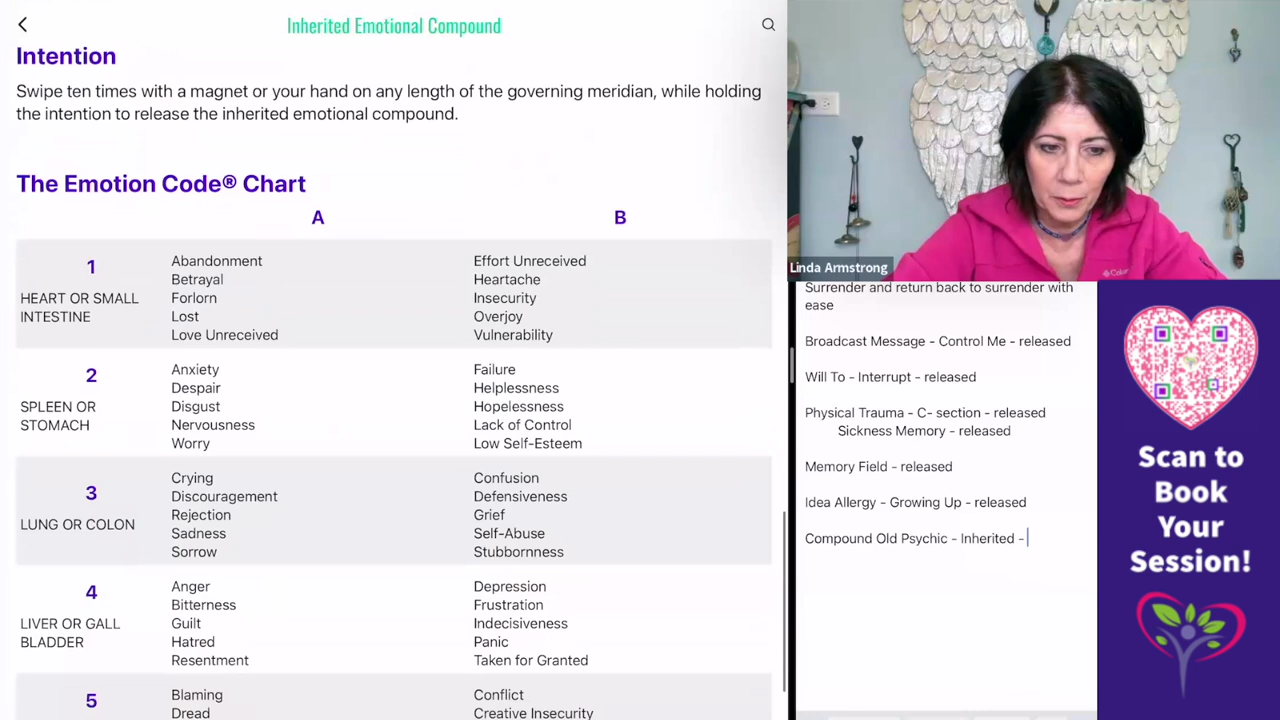 Inherited Emotional Compound
Intention
Swipe ten times with a magnet or your hand on any length of the governing meridian, while holding
the intention to release the inherited emotional compound.
The Emotion Code® Chart
A
B
1
HEART OR SMALL
INTESTINE
Abandonment
Betrayal
Forlorn
Lost
Love Unreceived
Effort Unreceived
Heartache
Insecurity
Overjoy
Vulnerability
2
SPLEEN OR
STOMACH
Anxiety
Despair
Disgust
Nervousness
Worry
Failure
Helplessness
Hopelessness
Lack of Control
Low Self-Esteem
3
LUNG OR COLON
Crying
Discouragement
Rejection
Sadness
Sorrow
Confusion
Defensiveness
Grief
Self-Abuse
Stubbornness
4
LIVER OR GALL
BLADDER
Anger
Bitterness
Guilt
Hatred
Resentment
Depression
Frustration
Indecisiveness
Panic
Taken for Granted
5
Blaming
Dread
Conflict
Creative Insecurity
Linda Armstrong
Columbia
Surrender and return back to surrender with
ease
Broadcast Message - Control Me - released
Will To - Interrupt - released
Physical Trauma - C- section - released
Sickness Memory - released
Memory Field - released
Idea Allergy - Growing Up - released
Compound Old Psychic - Inherited -
Scan to
Book
Your
Session!